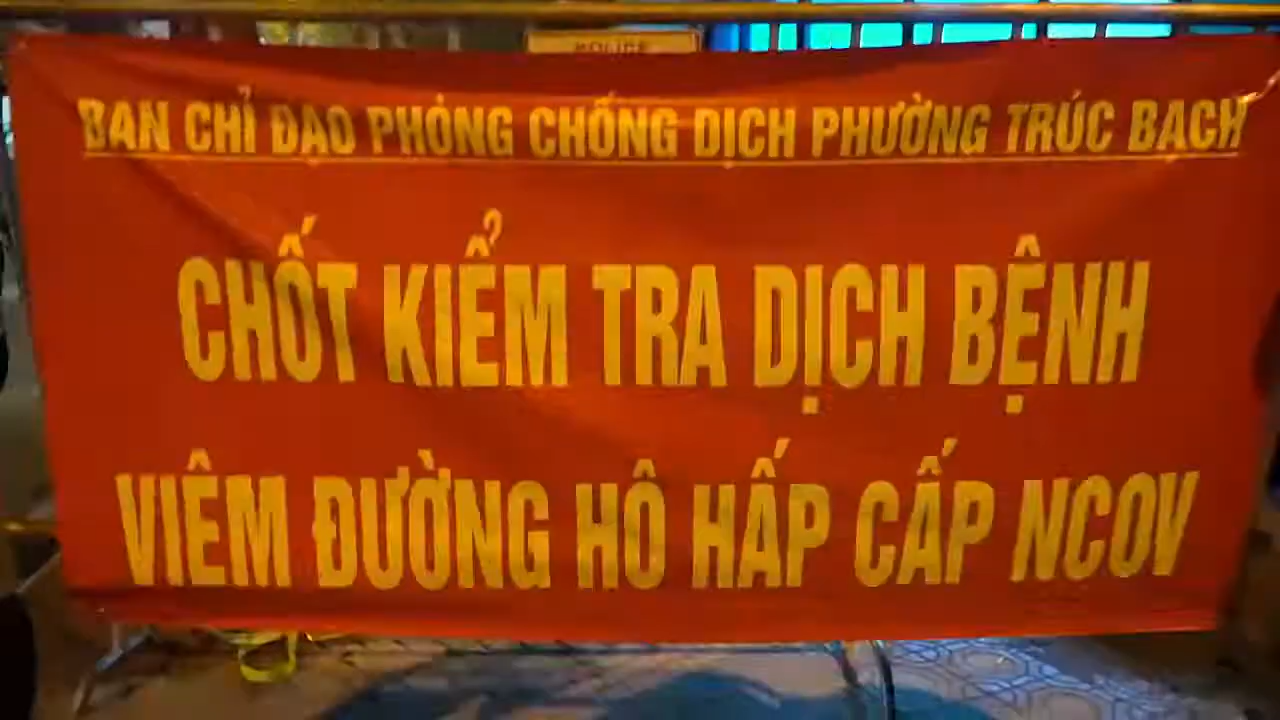 POLICE
BAN CHỈ ĐẠO PHÒNG CHỐNG DỊCH PHƯỜNG TRÚC BẠCH
CHỐT KIỂM TRA DỊCH BỆNH
VIÊM ĐƯỜNG HÔ HẤP CẤP NCOV